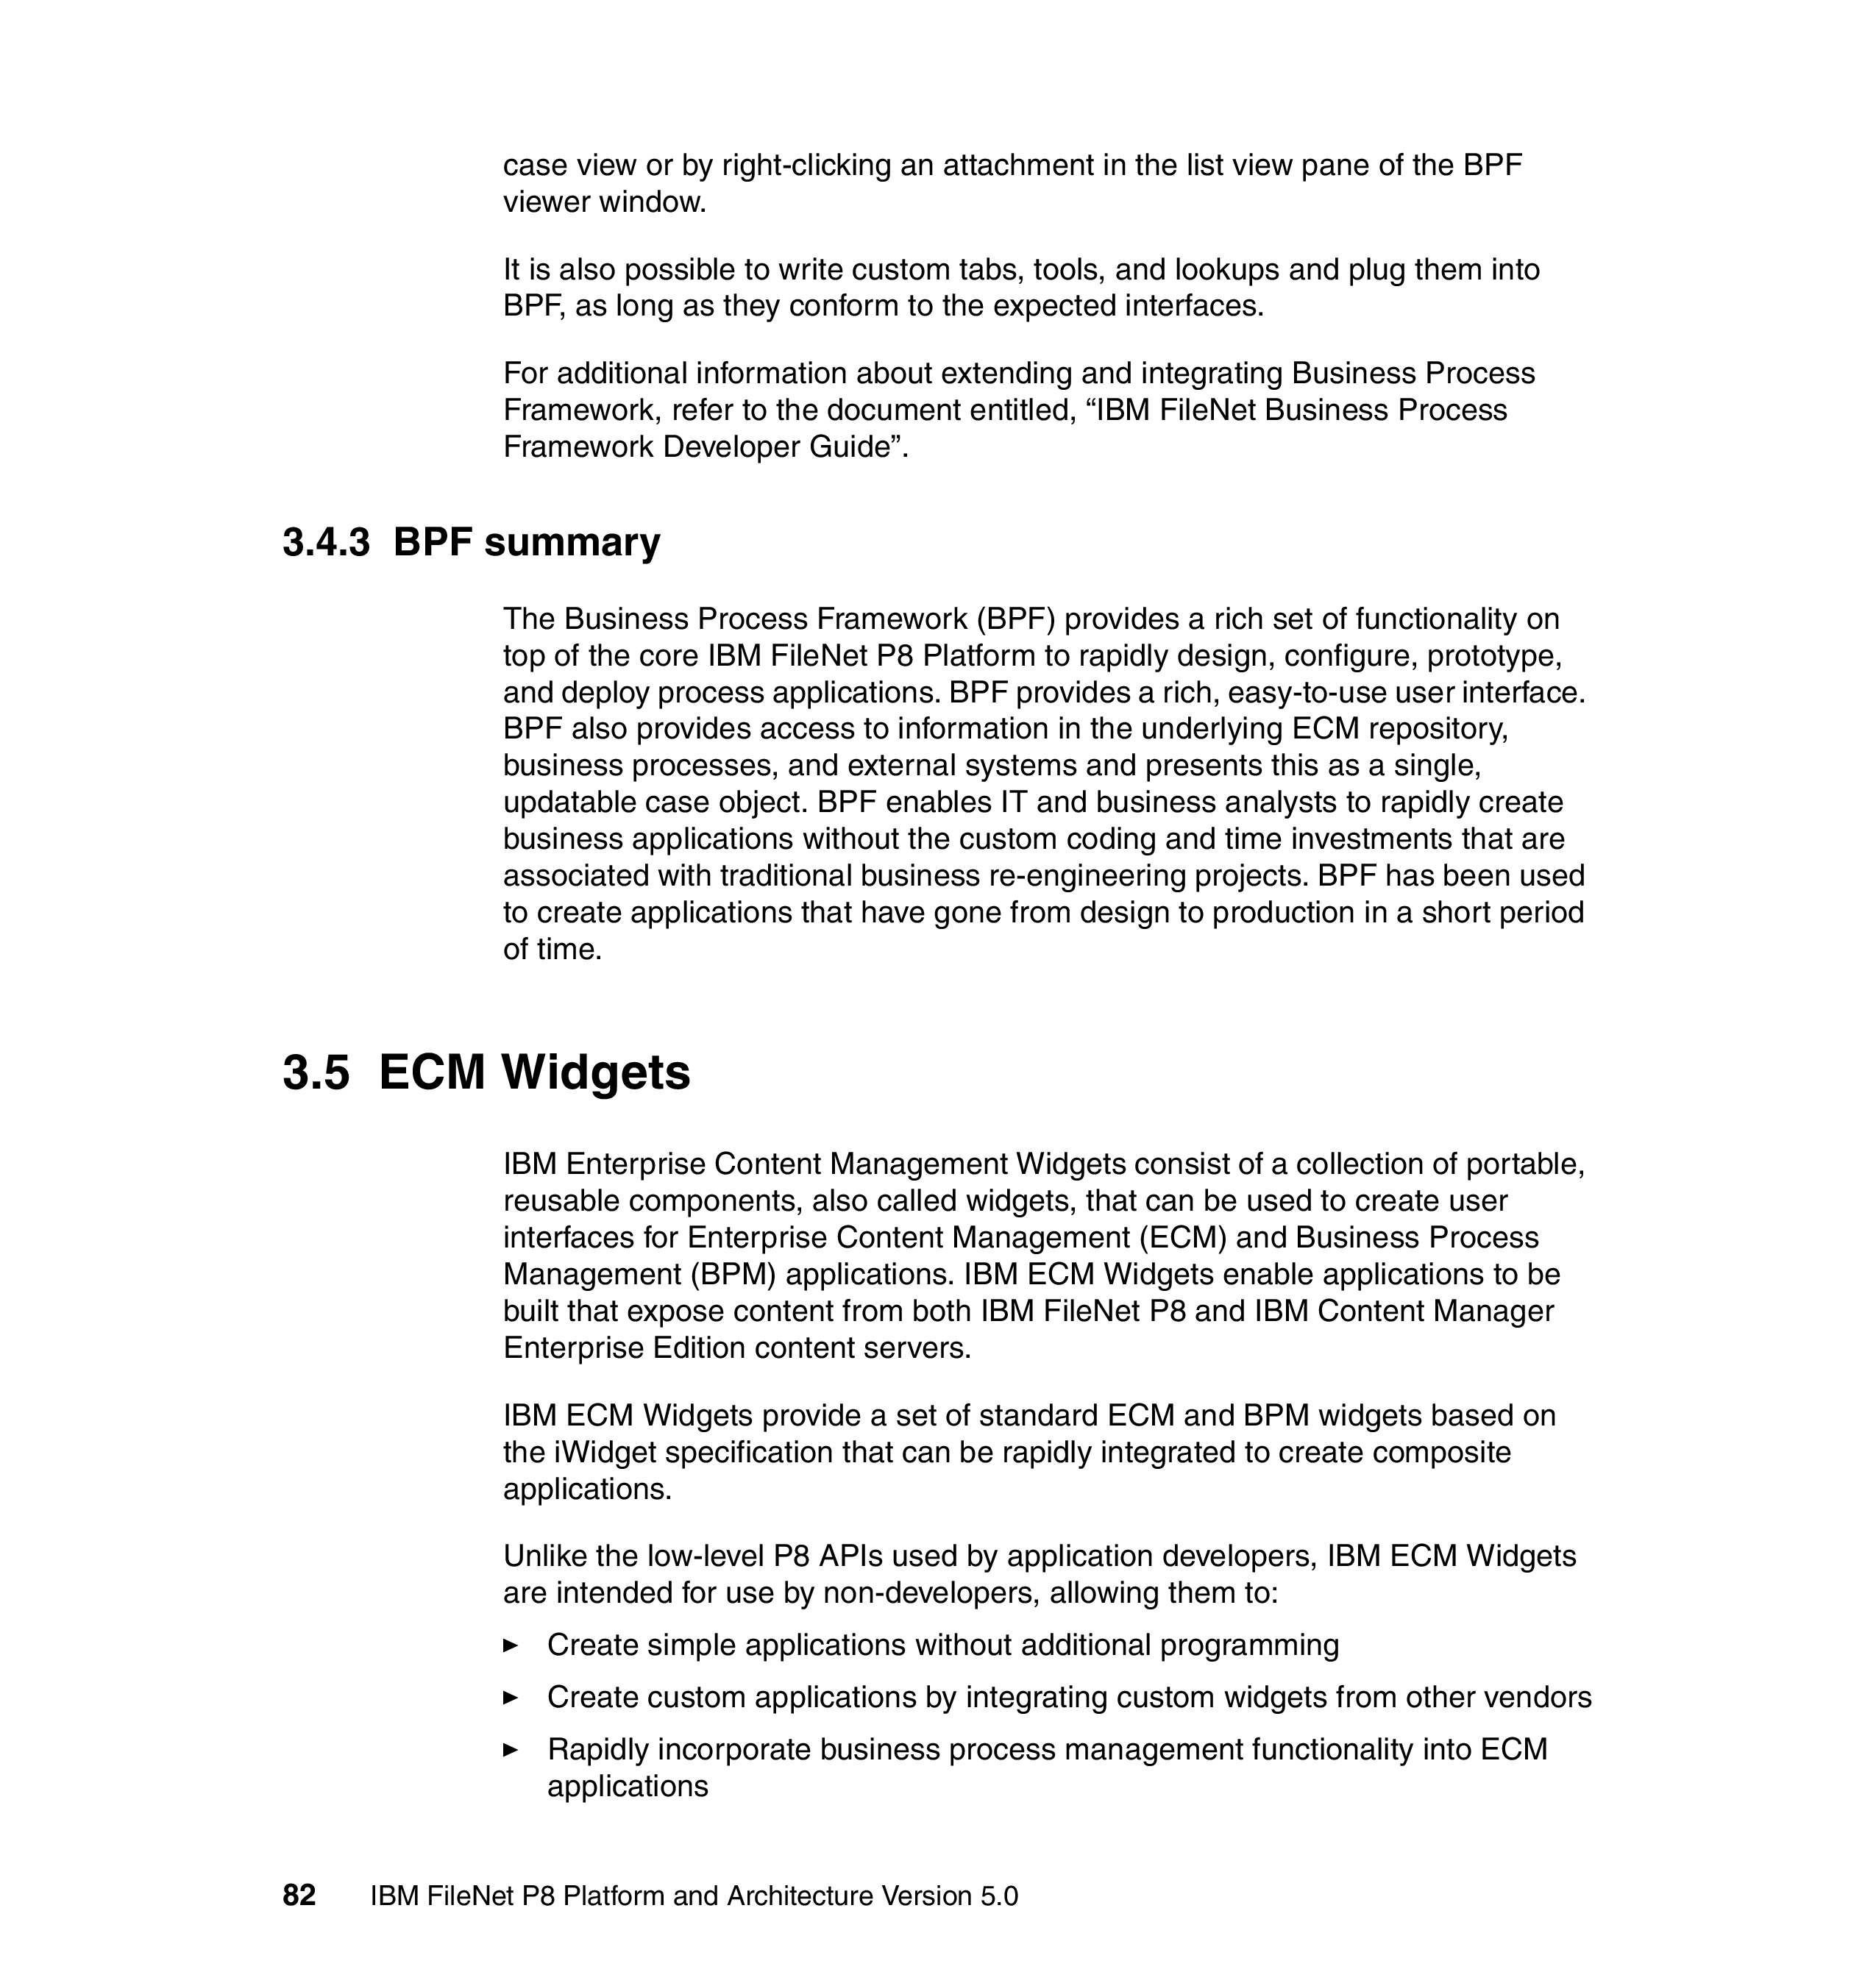 case view or by right-clicking an attachment in the list view pane of the BPF
viewer window.
It is also possible to write custom tabs, tools, and lookups and plug them into
BPF, as long as they conform to the expected interfaces.
For additional information about extending and integrating Business Process
Framework, refer to the document entitled, “IBM FileNet Business Process
Framework Developer Guide”.
3.4.3 BPF summary
The Business Process Framework (BPF) provides a rich set of functionality on
top of the core IBM FileNet P8 Platform to rapidly design, configure, prototype,
and deploy process applications. BPF provides a rich, easy-to-use user interface.
BPF also provides access to information in the underlying ECM repository,
business processes, and external systems and presents this as a single,
updatable case object. BPF enables IT and business analysts to rapidly create
business applications without the custom coding and time investments that are
associated with traditional business re-engineering projects. BPF has been used
to create applications that have gone from design to production in a short period
of time.
3.5 ECM Widgets
IBM Enterprise Content Management Widgets consist of a collection of portable,
reusable components, also called widgets, that can be used to create user
interfaces for Enterprise Content Management (ECM) and Business Process
Management (BPM) applications. IBM ECM Widgets enable applications to be
built that expose content from both IBM FileNet P8 and IBM Content Manager
Enterprise Edition content servers.
IBM ECM Widgets provide a set of standard ECM and BPM widgets based on
the iWidget specification that can be rapidly integrated to create composite
applications.
Unlike the low-level P8 APIs used by application developers, IBM ECM Widgets
are intended for use by non-developers, allowing them to:
► Create simple applications without additional programming
► Create custom applications by integrating custom widgets from other vendors
► Rapidly incorporate business process management functionality into ECM
applications
82 IBM FileNet P8 Platform and Architecture Version 5.0